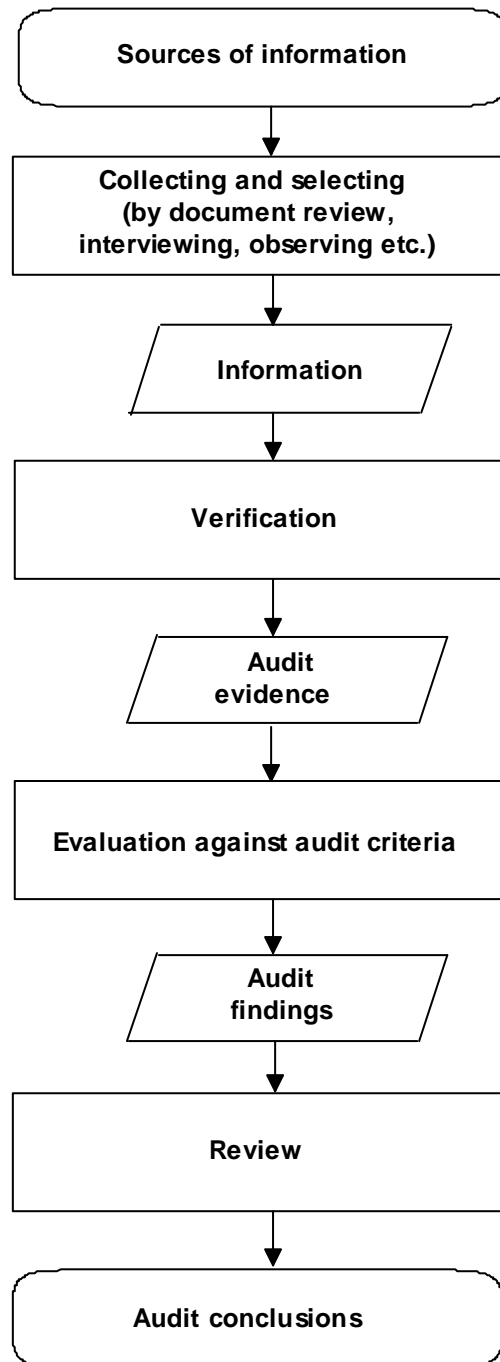 Sources of information
Collecting and selecting
(by document review,
interviewing, observing etc.)
Information
Verification
Audit
evidence
Evaluation against audit criteria
Audit
findings
Review
Audit conclusions